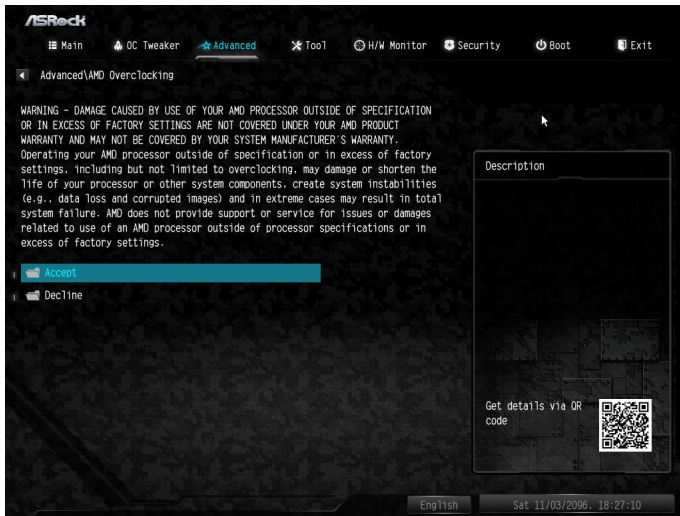 ASRock
Main OC Tweaker Advanced Tool H/W Monitor Security Boot Exit
Advanced\AMD Overclocking
WARNING - DAMAGE CAUSED BY USE OF YOUR AMD PROCESSOR OUTSIDE OF SPECIFICATION
OR IN EXCESS OF FACTORY SETTINGS ARE NOT COVERED UNDER YOUR AMD PRODUCT
WARRANTY AND MAY NOT BE COVERED BY YOUR SYSTEM MANUFACTURER'S WARRANTY.
Operating your AMD processor outside of specification or in excess of factory
settings, including but not limited to overclocking, may damage or shorten the
life of your processor or other system components, create system instabilities
(e.g., data loss and corrupted images) and in extreme cases may result in total
system failure. AMD does not provide support or service for issues or damages
related to use of an AMD processor outside of processor specifications or in
excess of factory settings.
Accept
Decline
Description
Get details via QR
code
English
Sat 11/03/2096, 18:27:10